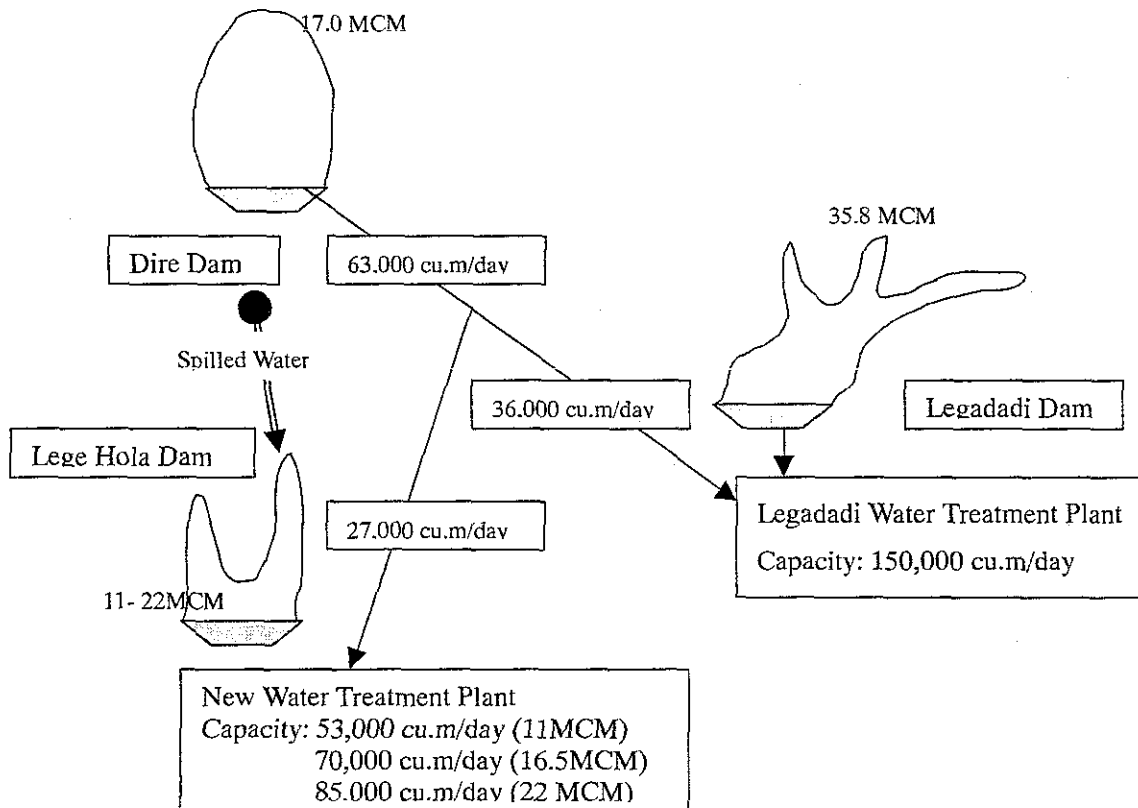 17.0 MCM
35.8 MCM
Dire Dam
63.000 cu.m/day
Spilled Water
36.000 cu.m/day
Legadadi Dam
Lege Hola Dam
27.000 cu.m/day
Legadadi Water Treatment Plant
Capacity: 150,000 cu.m/day
11- 22MCM
New Water Treatment Plant
Capacity: 53,000 cu.m/day (11MCM)
70,000 cu.m/day (16.5MCM)
85.000 cu.m/day (22 MCM)